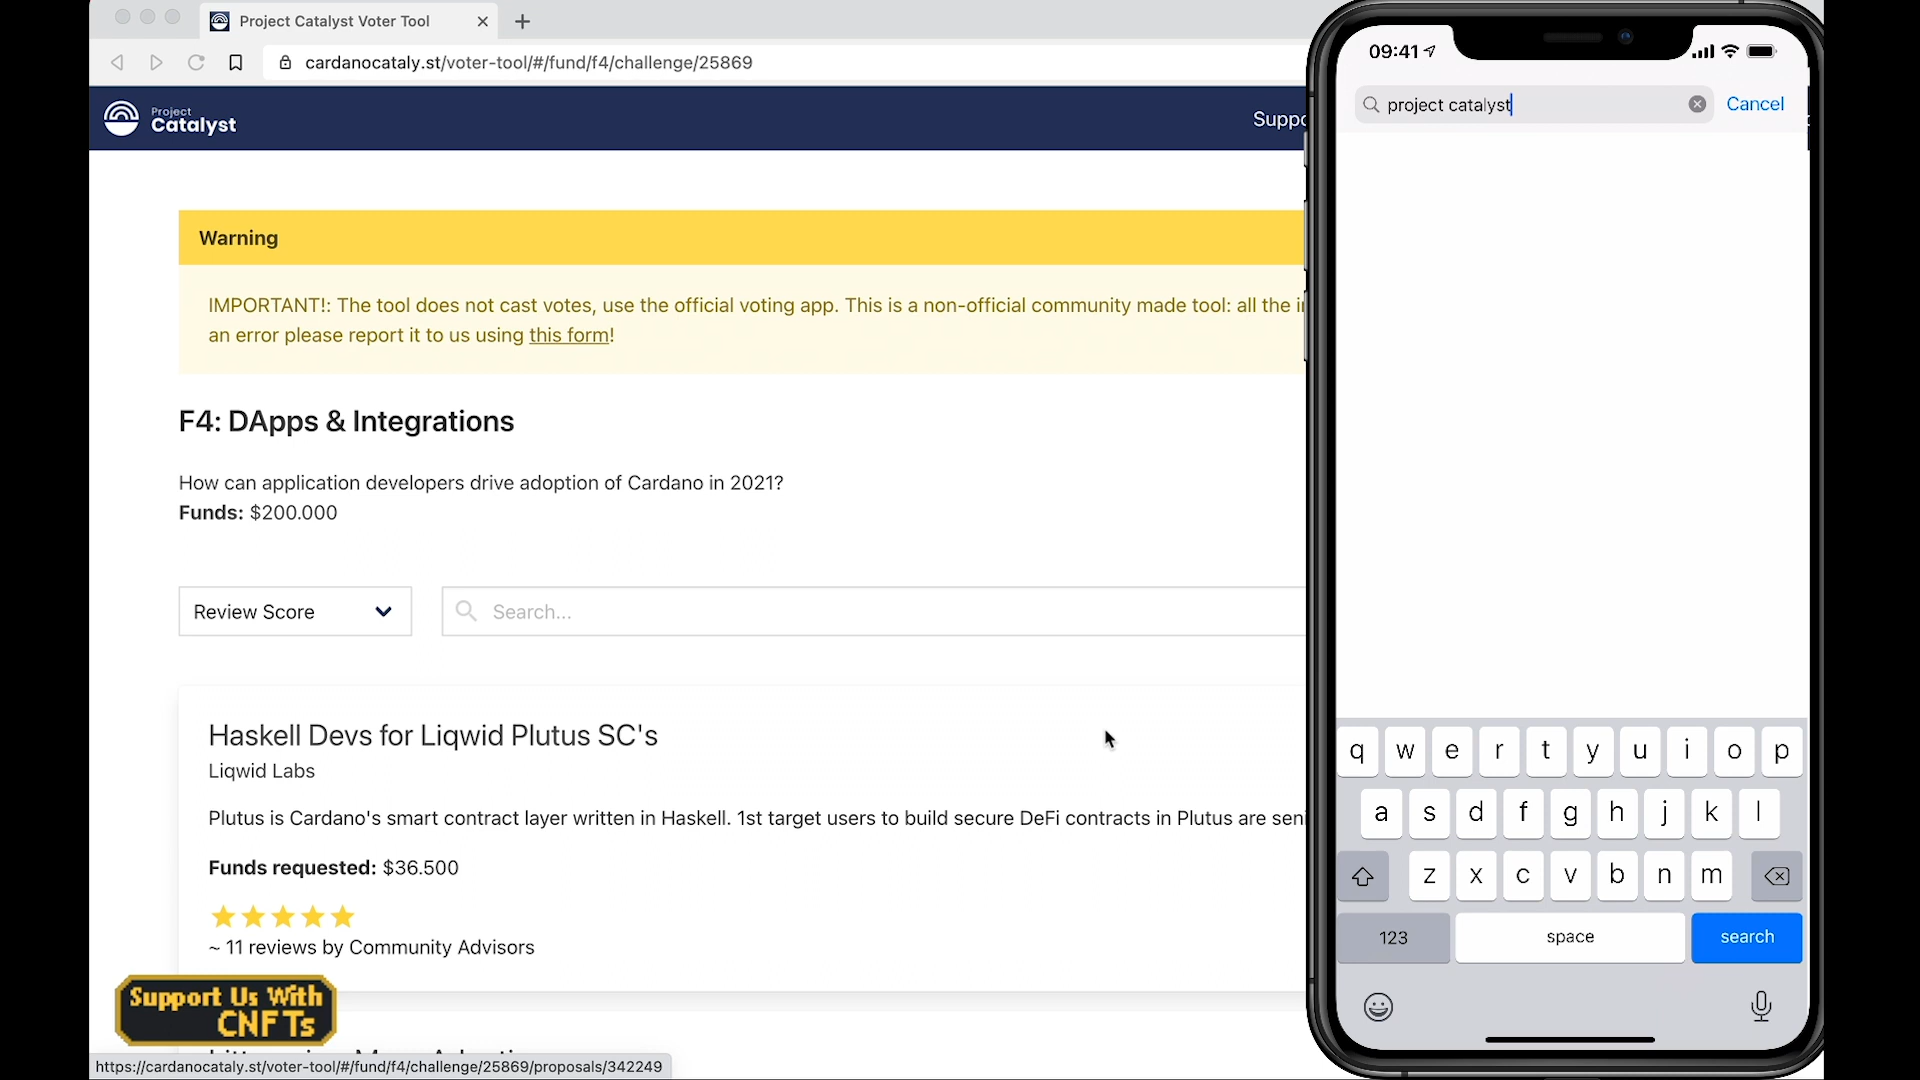 Project Catalyst Voter Tool
cardanocataly.st/voter-tool/#/fund/f4/challenge/25869
Project
Catalyst
Warning
IMPORTANT!: The tool does not cast votes, use the official voting app. This is a non-official community made tool: all the
an error please report it to us using this form!
F4: DApps & Integrations
How can application developers drive adoption of Cardano in 2021?
Funds: $200.000
Review Score
Search...
Haskell Devs for Liqwid Plutus SC's
Liqwid Labs
Plutus is Cardano's smart contract layer written in Haskell. 1st target users to build secure DeFi contracts in Plutus are
Funds requested: $36.500
~ 11 reviews by Community Advisors
Support Us With
CNFTs
https://cardanocataly.st/voter-tool/#/fund/f4/challenge/25869/proposals/342249
09:41
project catalyst
Cancel
q w e r t y u i o p
a s d f g h j k l
z x c v b n m
123 space search